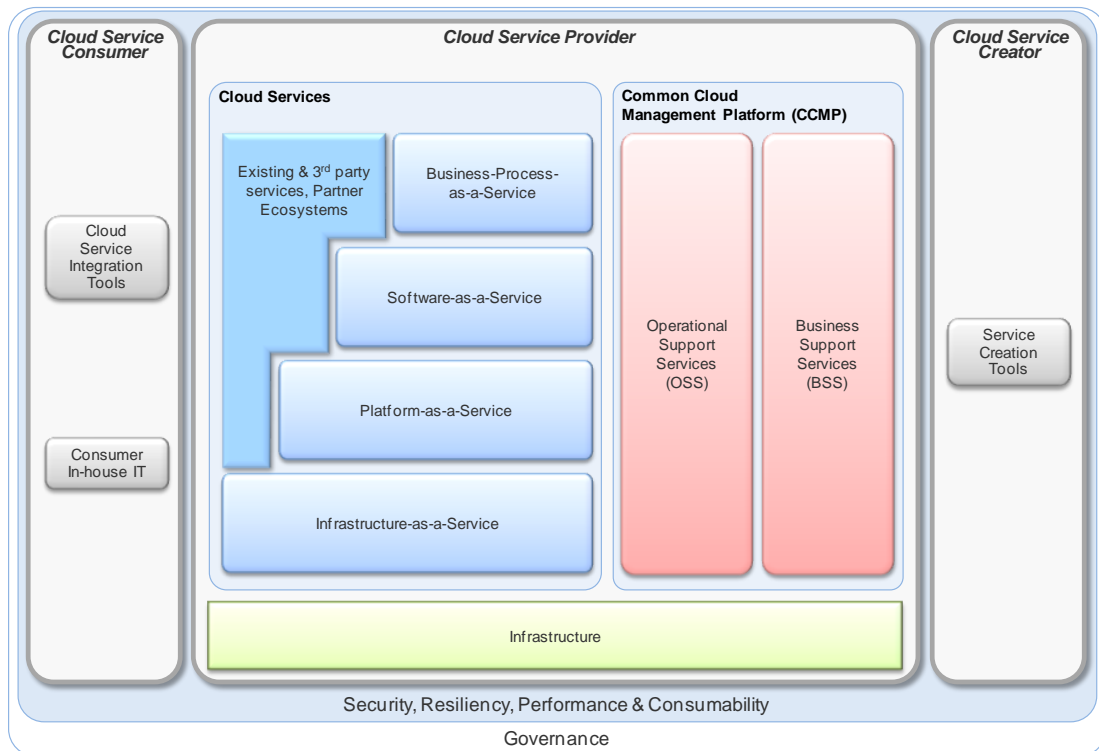 Cloud Service
Consumer
Cloud Service Provider
Cloud Service
Creator
Cloud Services
Common Cloud
Management Platform (CCMP)
Existing & 3rd party
services, Partner
Ecosystems
Business-Process-
as-a-Service
Cloud
Service
Integration
Tools
Software-as-a-Service
Operational
Support
Services
(OSS)
Business
Support
Services
(BSS)
Service
Creation
Tools
Platform-as-a-Service
Consumer
In-house IT
Infrastructure-as-a-Service
Infrastructure
Security, Resiliency, Performance & Consumability
Governance